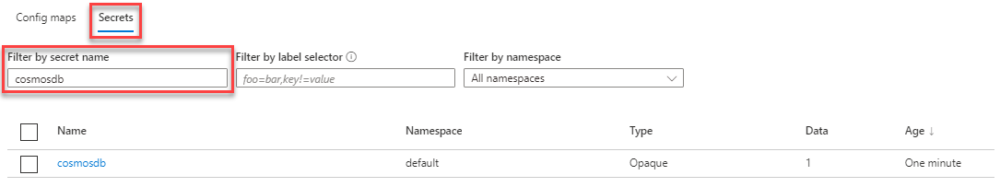 Config maps Secrets
Filter by secret name Filter by label selector Filter by namespace
cosmosdb foo=bar,key!=value All namespaces
Name Namespace Type Data Age ↓
cosmosdb default Opaque 1 One minute